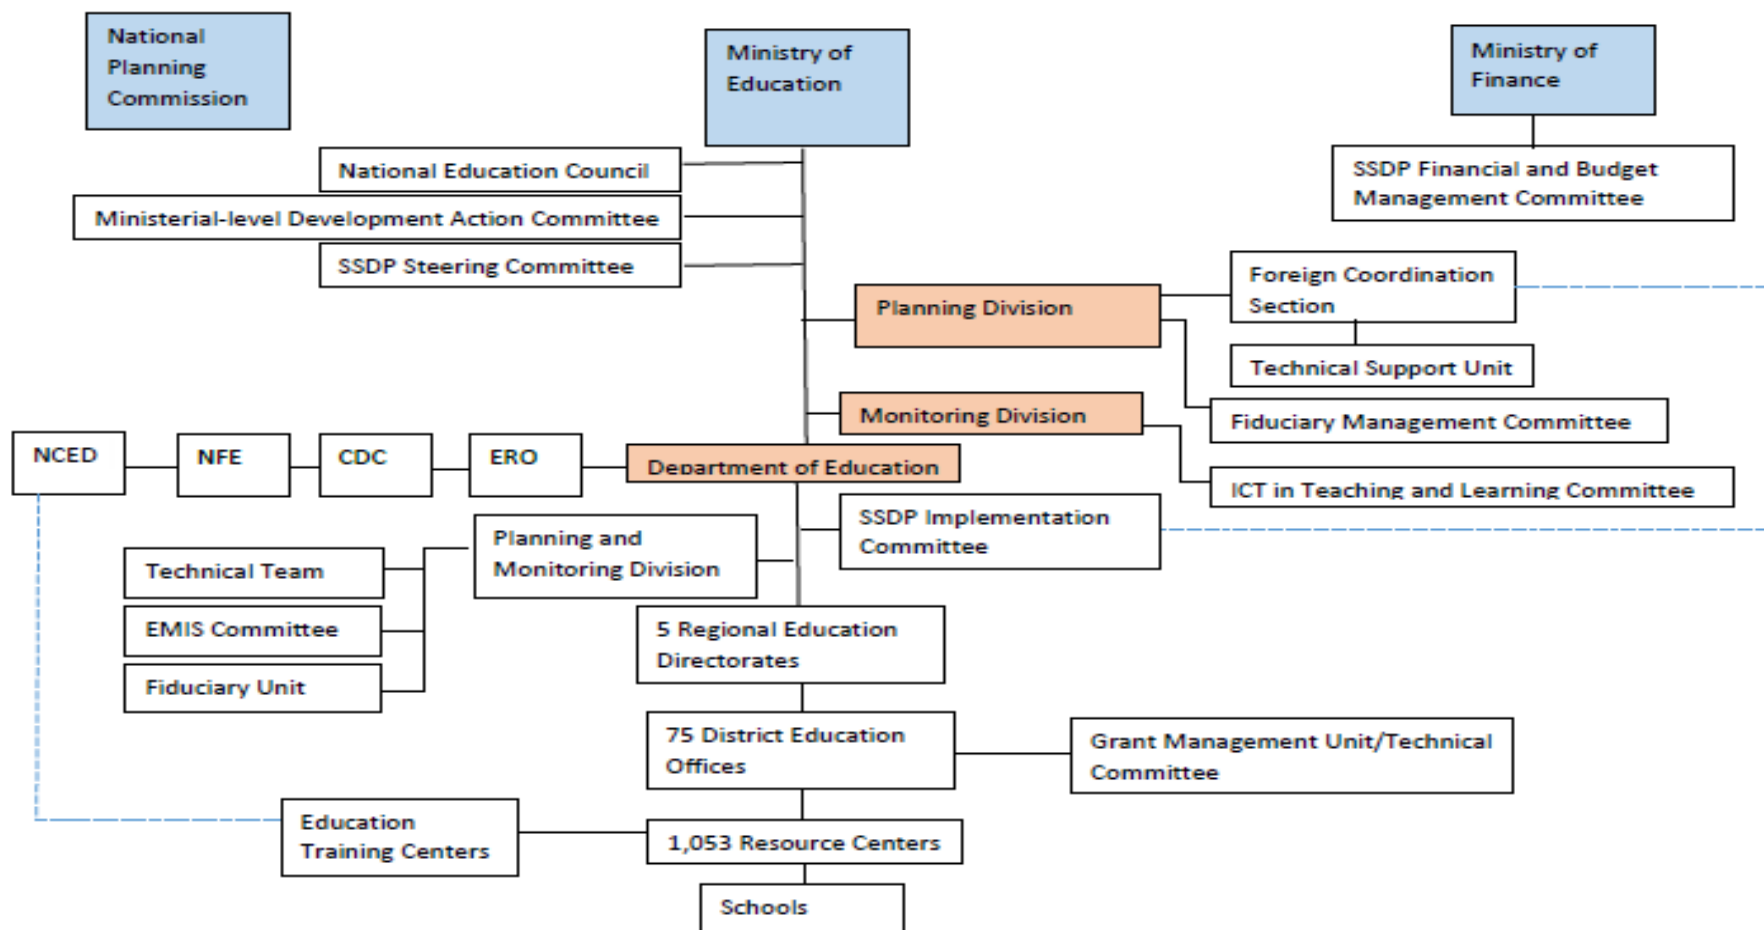 National
Planning
Commission
Ministry of
Education
Ministry of
Finance
National Education Council
SSDP Financial and Budget
Management Committee
Ministerial-level Development Action Committee
SSDP Steering Committee
Foreign Coordination
Section
Planning Division
Technical Support Unit
Monitoring Division
Fiduciary Management Committee
NCED
NFE
CDC
ERO
Department of Education
ICT in Teaching and Learning Committee
SSDP Implementation
Committee
Planning and
Monitoring Division
Technical Team
EMIS Committee
Fiduciary Unit
5 Regional Education
Directorates
75 District Education
Offices
Grant Management Unit/Technical
Committee
Education
Training Centers
1,053 Resource Centers
Schools